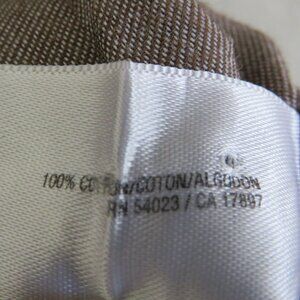 100% COTTON/COTON/ALGODON
RN 54023 / CA 17897